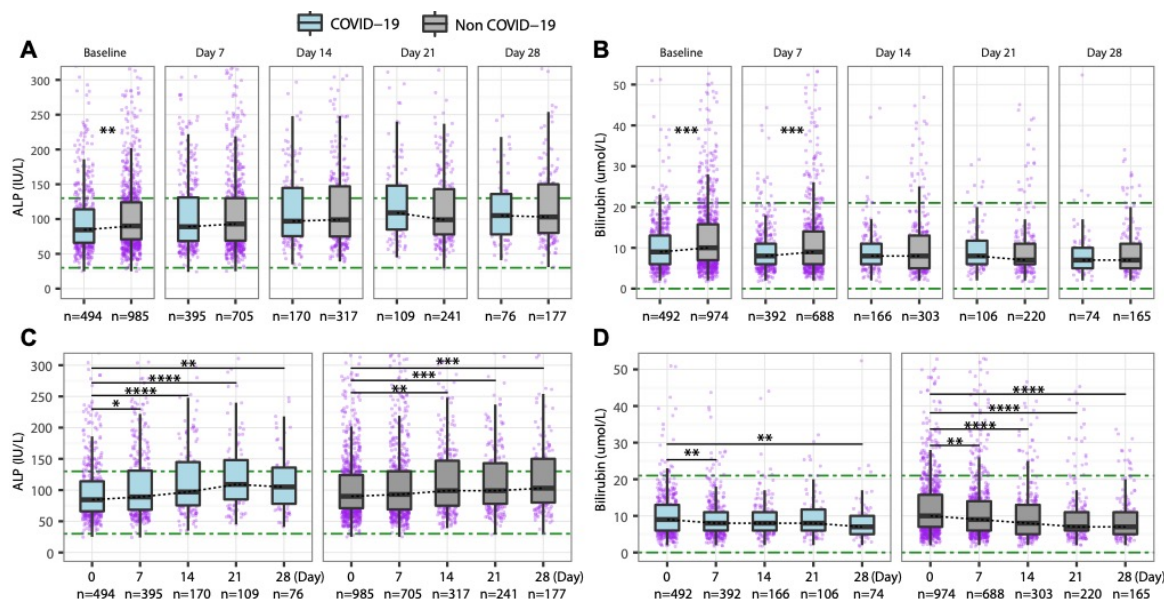 COVID−19 Non COVID−19
A
Baseline Day 7 Day 14 Day 21 Day 28
ALP (IU/L)
300
250
200
150
100
50
0
**
n=494 n=985 n=395 n=705 n=170 n=317 n=109 n=241 n=76 n=177
B
Baseline Day 7 Day 14 Day 21 Day 28
Bilirubin (umol/L)
50
40
30
20
10
0
*** ***
n=492 n=974 n=392 n=688 n=166 n=303 n=106 n=220 n=74 n=165
C
ALP (IU/L)
300
250
200
150
100
50
0
**
****
****
*
***
***
**
0 7 14 21 28 (Day) 0 7 14 21 28 (Day)
n=494 n=395 n=170 n=109 n=76 n=985 n=705 n=317 n=241 n=177
D
Bilirubin (umol/L)
50
40
30
20
10
0
**
**
****
****
****
**
0 7 14 21 28 (Day) 0 7 14 21 28 (Day)
n=492 n=392 n=166 n=106 n=74 n=974 n=688 n=303 n=220 n=165